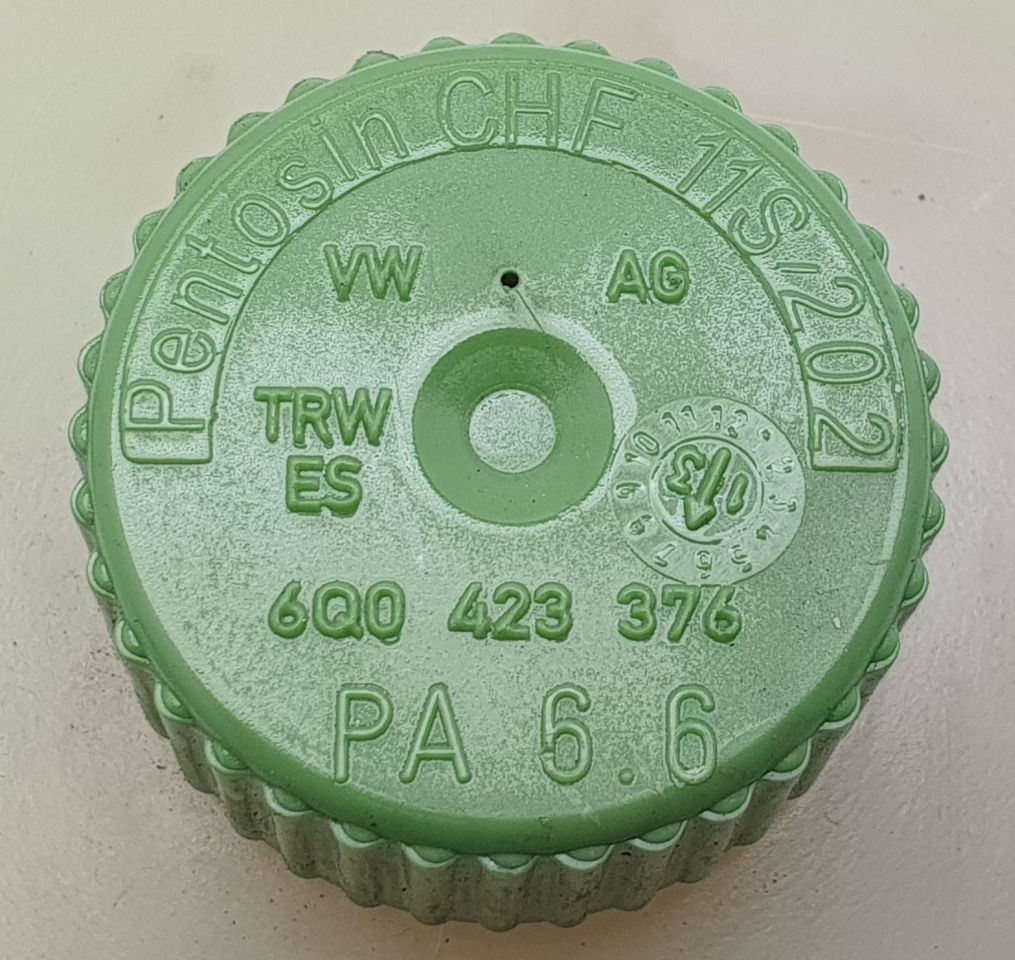 Pentosin CHF 11S/202
VW AG
TRW
ES
6Q0 423 376
PA 6.6